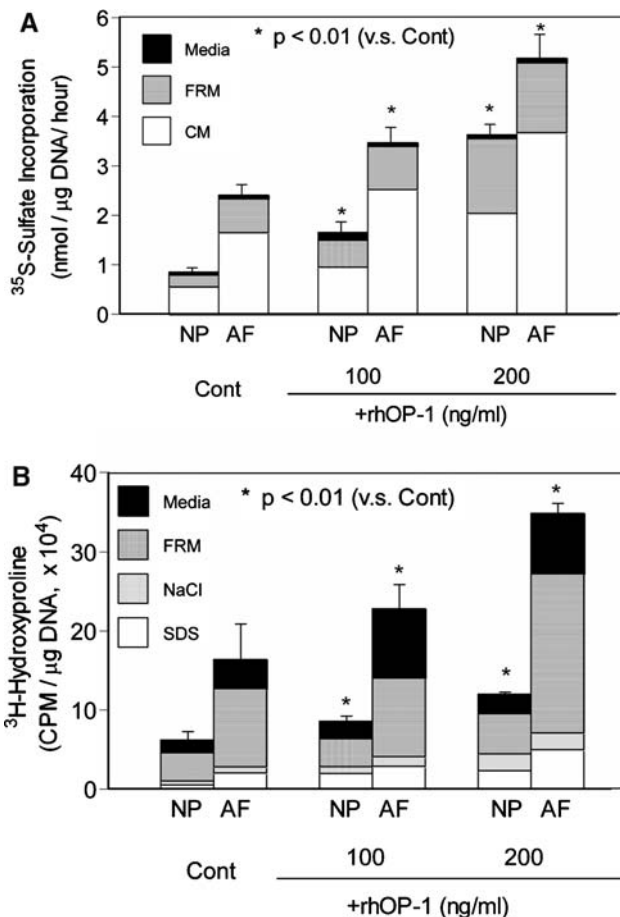 A
6
* p < 0.01 (v.s. Cont)
Media
FRM
CM
5
4
3
2
1
0
³⁵S-Sulfate Incorporation
(nmol / μg DNA/ hour)
*
*
*
*
NP AF NP AF NP AF
Cont 100 200
+rhOP-1 (ng/ml)
B
40
* p < 0.01 (v.s. Cont)
Media
FRM
NaCl
SDS
30
20
10
0
³H-Hydroxyproline
(CPM / μg DNA, x 10⁴)
*
*
*
*
NP AF NP AF NP AF
Cont 100 200
+rhOP-1 (ng/ml)